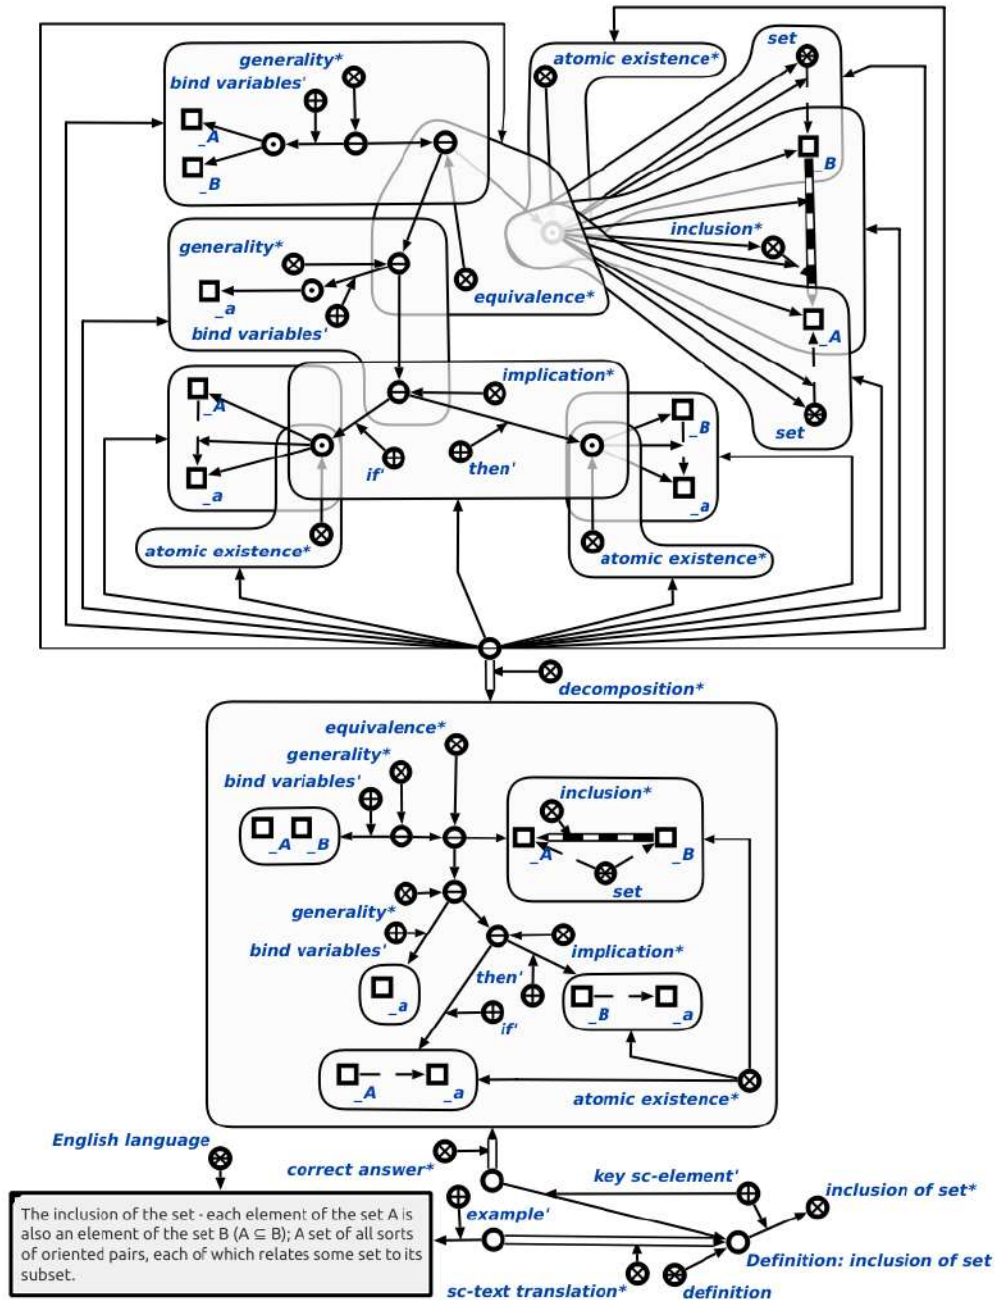 set
generality*
atomic existence*
bind variables'
_A
_B
_B
inclusion*
generality*
_a
equivalence*
bind variables'
_A
implication*
_A
_B
set
if'
then'
_a
_a
atomic existence*
atomic existence*
decomposition*
equivalence*
generality*
bind variables'
inclusion*
_A
_B
_A
_B
set
generality*
bind variables'
implication*
then'
_a
_B
_a
if'
_A
_a
atomic existence*
English language
correct answer*
key sc-element'
inclusion of set*
example'
The inclusion of the set - each element of the set A is
also an element of the set B (A ⊆ B); A set of all sorts
of oriented pairs, each of which relates some set to its
subset.
Definition: inclusion of set
sc-text translation*
definition